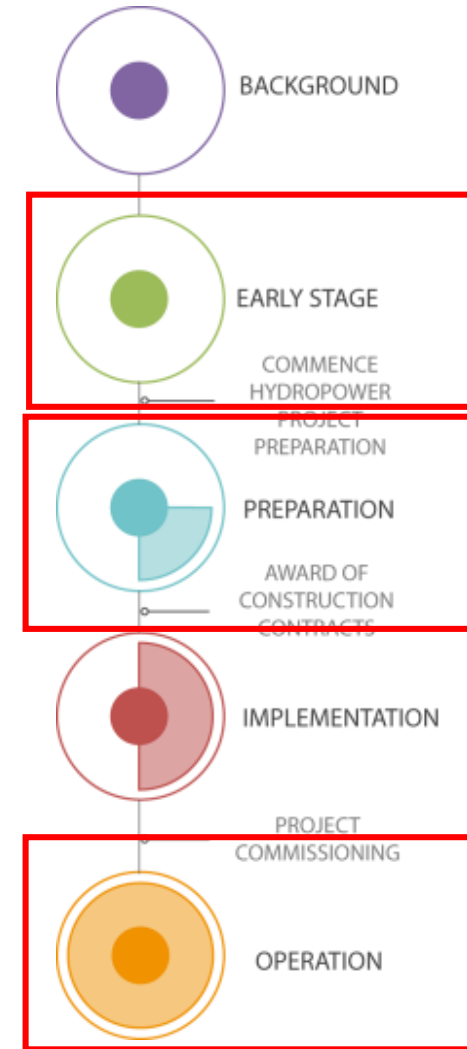 BACKGROUND
EARLY STAGE
COMMENCE
HYDROPOWER
PROJECT
PREPARATION
PREPARATION
AWARD OF
CONSTRUCTION
CONTRACTS
IMPLEMENTATION
PROJECT
COMMISSIONING
OPERATION